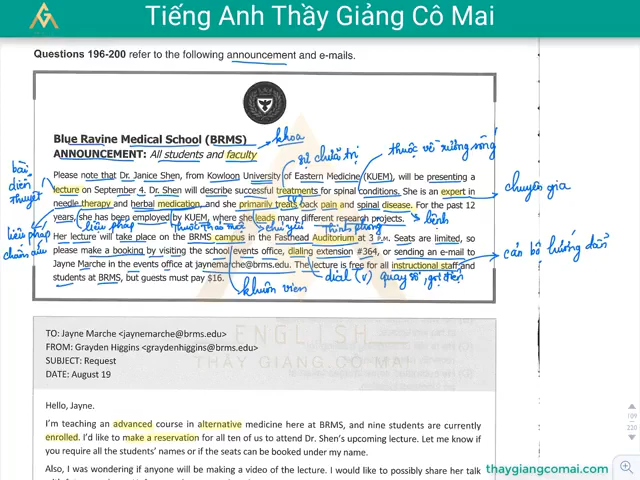 Tiếng Anh Thầy Giảng Cô Mai
Questions 196-200 refer to the following announcement and e-mails.
Blue Ravine Medical School (BRMS)
khoa
ANNOUNCEMENT: All students and faculty
sự chữa trị
thuộc về xương sống
bài diễn thuyết
Please note that Dr. Janice Shen, from Kowloon University of Eastern Medicine (KUEM), will be presenting a
lecture on September 4. Dr. Shen will describe successful treatments for spinal conditions. She is an expert in
chuyên gia
needle therapy and herbal medication, and she primarily treats back pain and spinal disease. For the past 12
(v)
years, she has been employed by KUEM, where she leads many different research projects.
bệnh
liệu pháp châm cứu
liệu pháp
thuốc thảo mộc
chủ yếu
thính phòng
Her lecture will take place on the BRMS campus in the Fasthead Auditorium at 3 P.M. Seats are limited, so
please make a booking by visiting the school events office, dialing extension #364, or sending an e-mail to
cán bộ hướng dẫn
Jayne Marche in the events office at jaynemarche@brms.edu. The lecture is free for all instructional staff and
students at BRMS, but guests must pay $16.
khuôn viên
dial (v) quay số, gọi điện
TO: Jayne Marche <jaynemarche@brms.edu>
FROM: Grayden Higgins <graydenhiggins@brms.edu>
SUBJECT: Request
DATE: August 19
ENGLISH
THẦY GIẢNG CÔ MAI
Hello, Jayne.
I'm teaching an advanced course in alternative medicine here at BRMS, and nine students are currently
enrolled. I'd like to make a reservation for all ten of us to attend Dr. Shen's upcoming lecture. Let me know if
you require all the students' names or if the seats can be booked under my name.
Also, I was wondering if anyone will be making a video of the lecture. I would like to possibly share her talk
thaygiangcomai.com
189
220